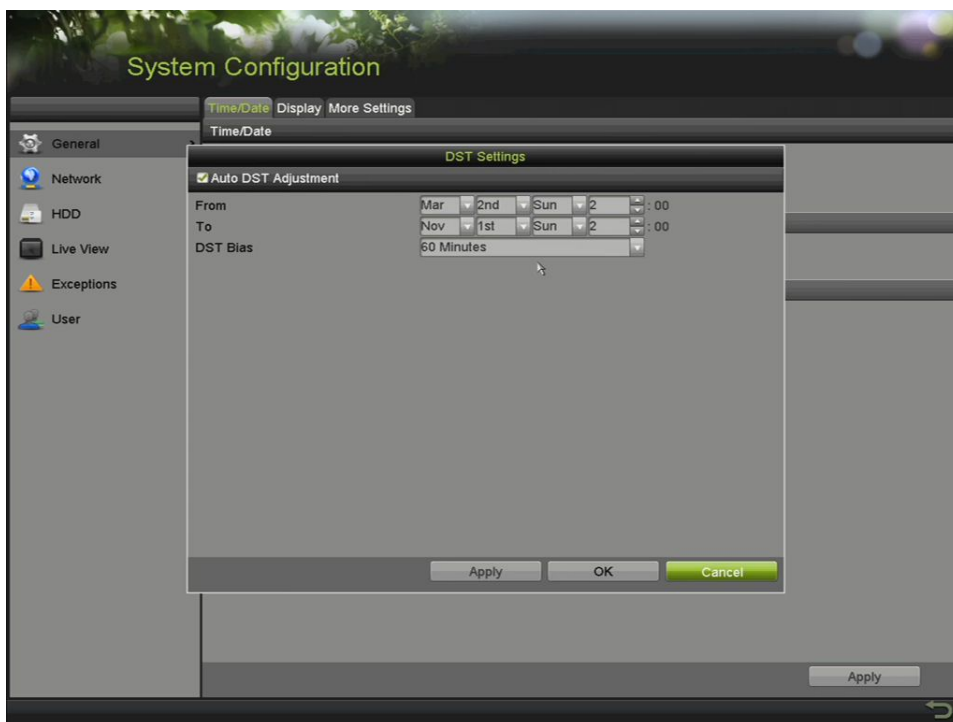 System Configuration
Time/Date Display More Settings
Time/Date
General
Network
HDD
Live View
Exceptions
User
DST Settings
Auto DST Adjustment
From Mar 2nd Sun 2 : 00
To Nov 1st Sun 2 : 00
DST Bias 60 Minutes
Apply OK Cancel
Apply